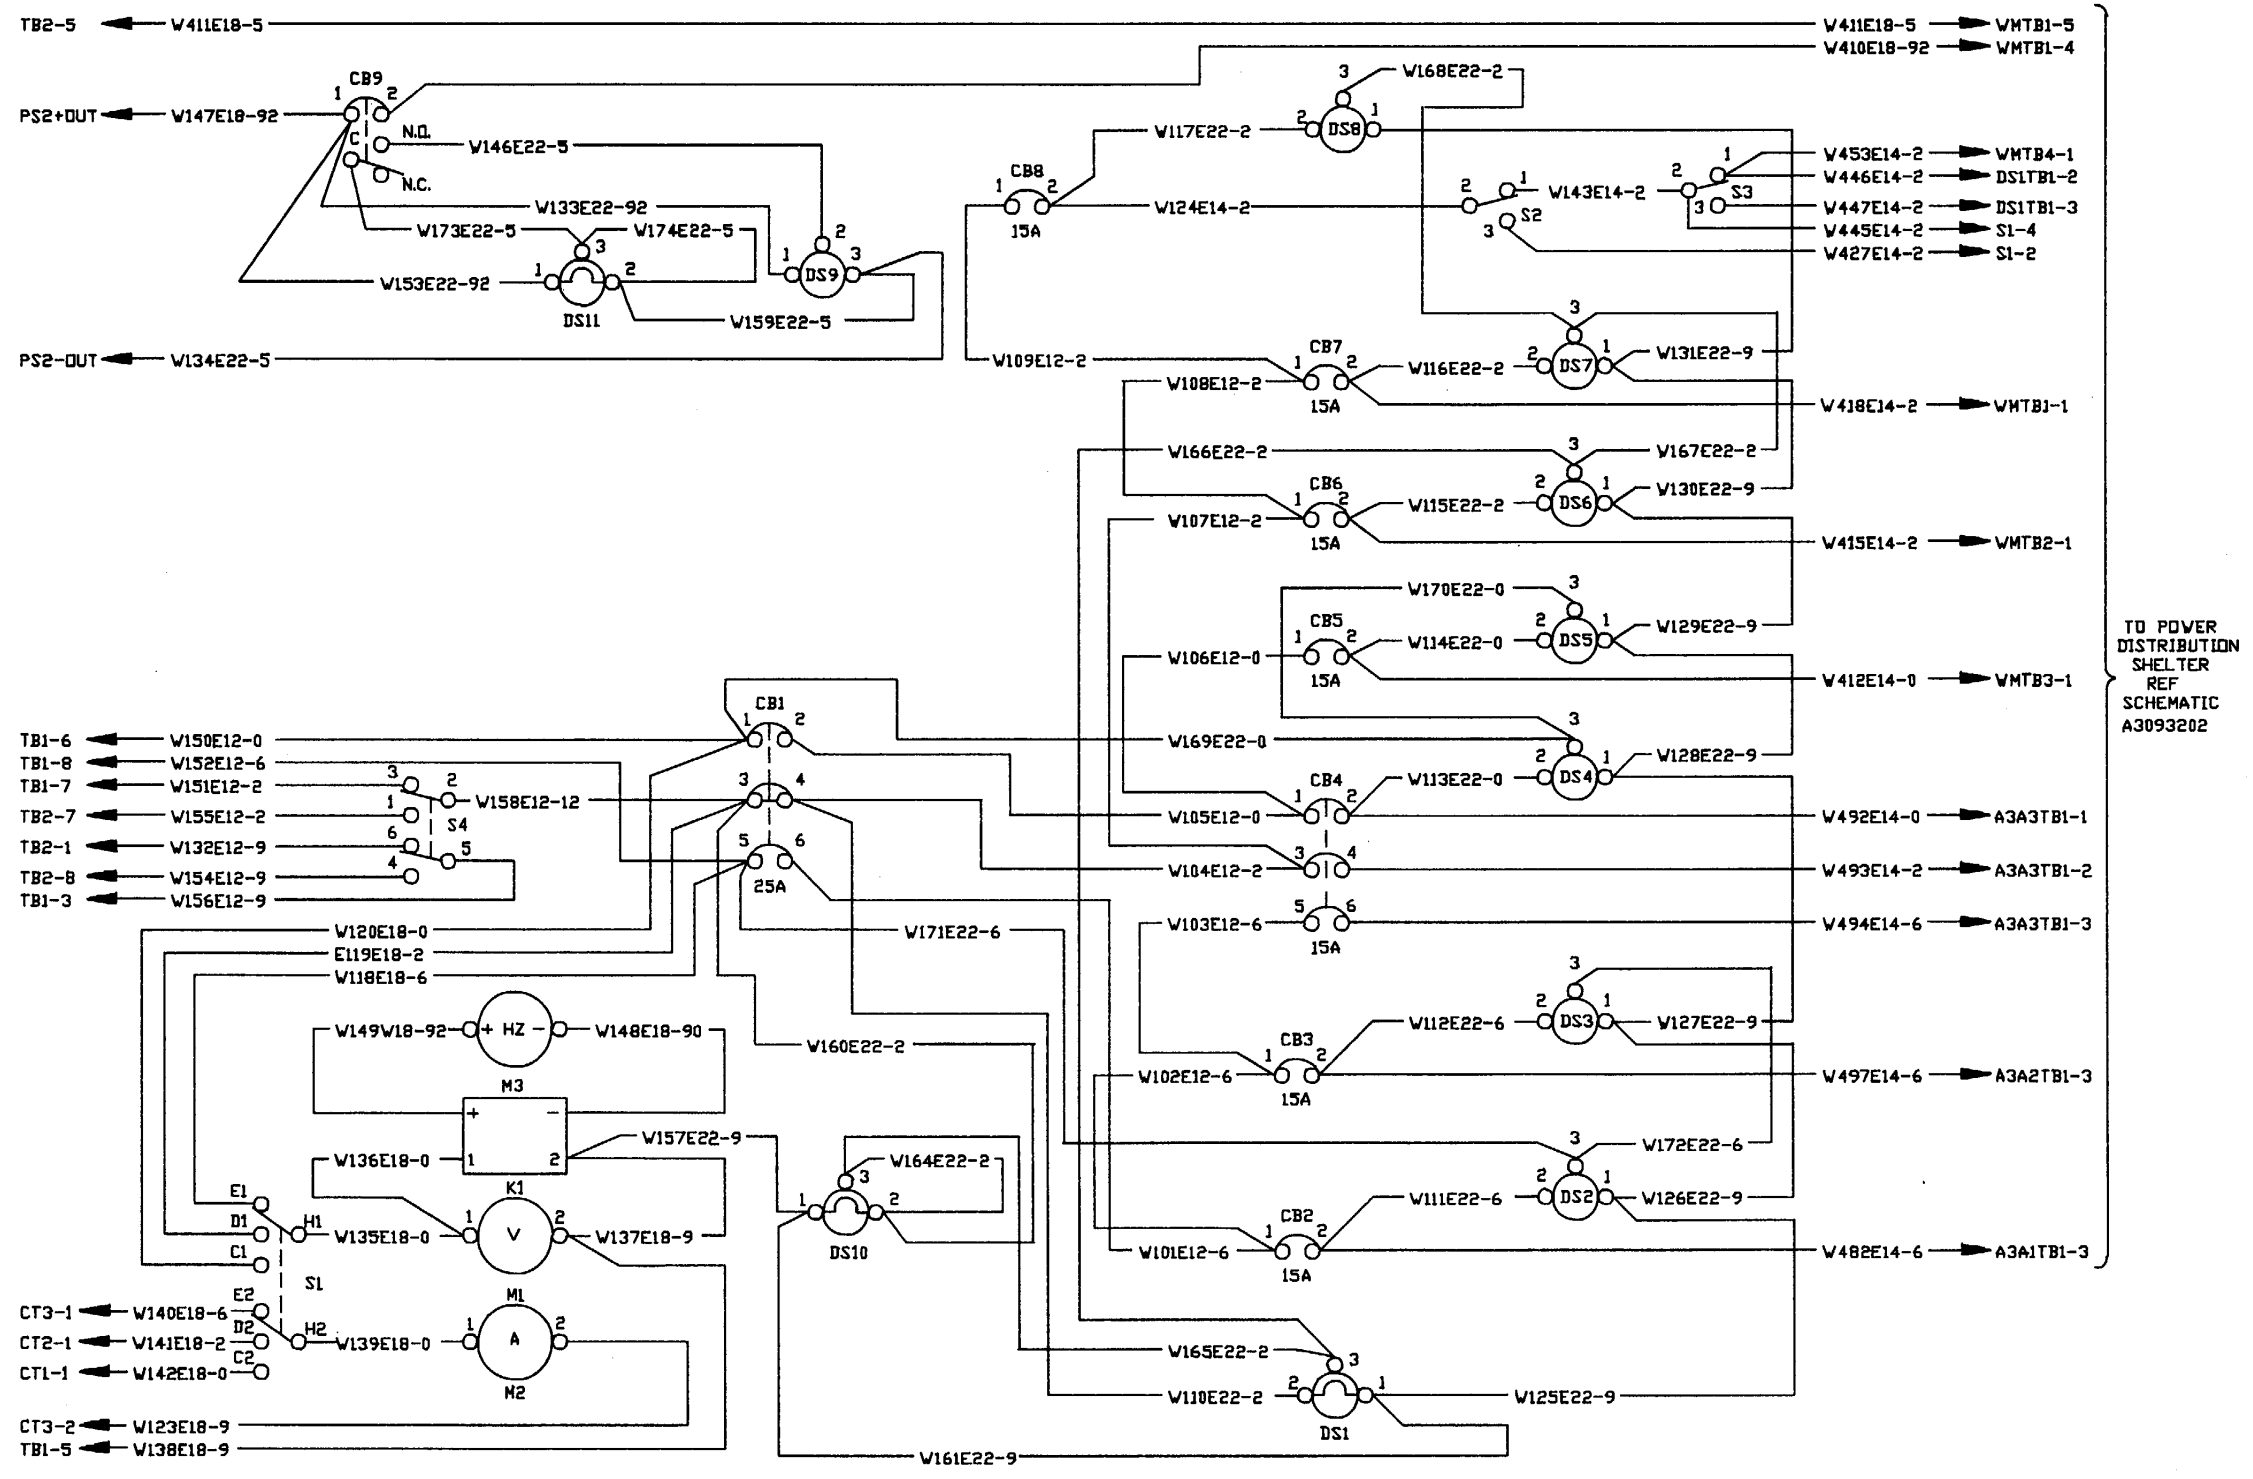 TB2-5 W411E18-5 W411E18-5 WMTB1-5
W410E18-92 WMTB1-4
CB9
1 2
PS2+OUT W147E18-92
C N.O. W146E22-5
N.C.
W133E22-92
W173E22-5 W174E22-5
3
W153E22-92 1 2
DS11
W159E22-5
2
1 DS9 3
PS2-OUT W134E22-5
3 W168E22-2
W117E22-2 2 DS8 1
CB8
1 2
15A
W124E14-2 2 1 W143E14-2 2 1
S2 3
S3 3
W453E14-2 WMTB4-1
W446E14-2 DS1TB1-2
W447E14-2 DS1TB1-3
W445E14-2 S1-4
W427E14-2 S1-2
3
W109E12-2 CB7 W116E22-2 2 DS7 1 W131E22-9
W108E12-2 1 2
15A W418E14-2 WMTB1-1
W166E22-2 3 W167E22-2
CB6 W115E22-2 2 DS6 1 W130E22-9
W107E12-2 1 2
15A W415E14-2 WMTB2-1
W170E22-0 3
CB5 W114E22-0 2 DS5 1 W129E22-9
W106E12-0 1 2
15A W412E14-0 WMTB3-1
TO POWER
DISTRIBUTION
SHELTER
REF
SCHEMATIC
A3093202
CB1
1 2
TB1-6 W150E12-0 W169E22-0 3
TB1-8 W152E12-6
W113E22-0 2 DS4 1 W128E22-9
TB1-7 W151E12-2 3 2 W158E12-12 3 4
TB2-7 W155E12-2 1 S4
TB2-1 W132E12-9 6 5
TB2-8 W154E12-9 4
TB1-3 W156E12-9
5 6
25A
CB4
W105E12-0 1 2 W492E14-0 A3A3TB1-1
W104E12-2 3 4 W493E14-2 A3A3TB1-2
W103E12-6 5 6 W494E14-6 A3A3TB1-3
15A
W120E18-0 W171E22-6
E119E18-2
W118E18-6
3
W112E22-6 2 DS3 1 W127E22-9
W149W18-92 + HZ - W148E18-90
M3
W160E22-2
CB3
W102E12-6 1 2 W497E14-6 A3A2TB1-3
15A
+ -
1 2
K1
W157E22-9
W136E18-0
3 W172E22-6
W111E22-6 2 DS2 1 W126E22-9
W164E22-2
3
1 2
DS10
E1
D1 H1 W135E18-0 1 V 2 W137E18-9
C1
M1
S1
CB2
W101E12-6 1 2 W482E14-6 A3A1TB1-3
15A
CT3-1 W140E18-6 E2
CT2-1 W141E18-2 D2 H2 W139E18-0 1 A 2
CT1-1 W142E18-0 C2
M2
W165E22-2 3
W110E22-2 2 1 W125E22-9
DS1
CT3-2 W123E18-9
TB1-5 W138E18-9
W161E22-9